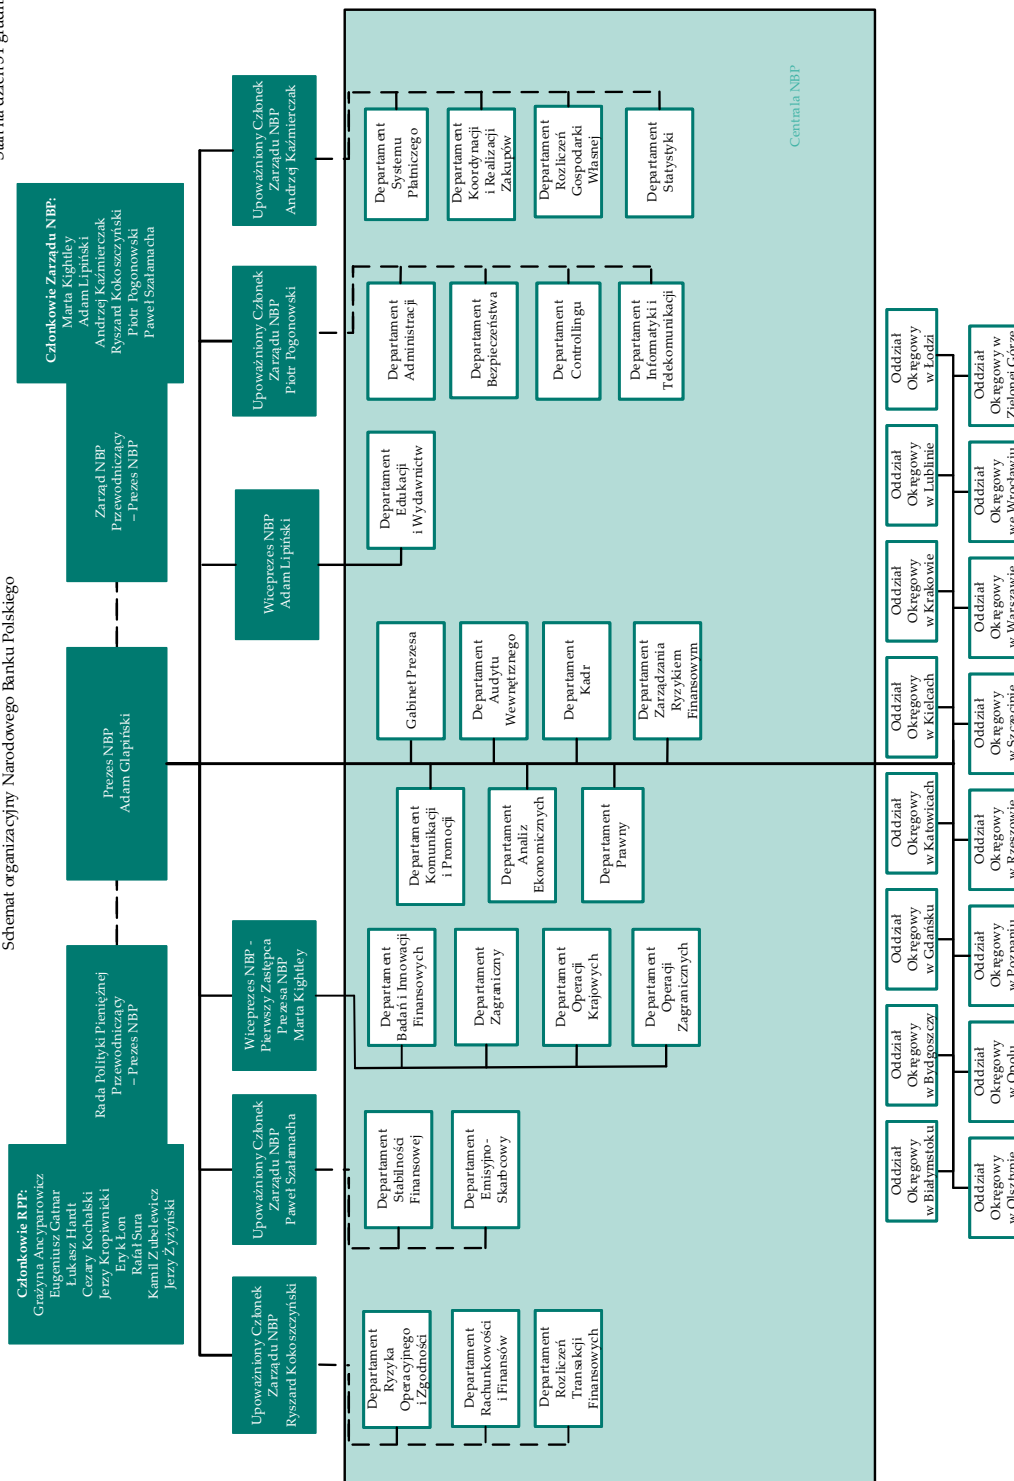 Schemat organizacyjny Narodowego Banku Polskiego
Członkowie RPP:
Grażyna Ancyparowicz
Eugeniusz Gatnar
Łukasz Hardt
Cezary Kochalski
Jerzy Kropiwnicki
Eryk Łon
Rafał Sura
Kamil Zubelewicz
Jerzy Żyżyński
Rada Polityki Pieniężnej
Przewodniczący
– Prezes NBP
Prezes NBP
Adam Glapiński
Zarząd NBP
Przewodniczący
– Prezes NBP
Członkowie Zarządu NBP:
Marta Kightley
Adam Lipiński
Andrzej Kaźmierczak
Ryszard Kokoszczyński
Piotr Pogonowski
Paweł Szałamacha
Upoważniony Członek
Zarządu NBP
Ryszard Kokoszczyński
Upoważniony Członek
Zarządu NBP
Paweł Szałamacha
Wiceprezes NBP -
Pierwszy Zastępca
Prezesa NBP
Marta Kightley
Wiceprezes NBP
Adam Lipiński
Upoważniony Członek
Zarządu NBP
Piotr Pogonowski
Upoważniony Członek
Zarządu NBP
Andrzej Kaźmierczak
Departament
Ryzyka
Operacyjnego
i Zgodności
Departament
Rachunkowości
i Finansów
Departament
Rozliczeń
Transakcji
Finansowych
Departament
Stabilności
Finansowej
Departament
Emisyjno-
Skarbcowy
Departament
Badań i Innowacji
Finansowych
Departament
Zagraniczny
Departament
Operacji
Krajowych
Departament
Operacji
Zagranicznych
Departament
Komunikacji
i Promocji
Departament
Analiz
Ekonomicznych
Departament
Prawny
Gabinet Prezesa
Departament
Audytu
Wewnętrznego
Departament
Kadr
Departament
Zarządzania
Ryzykiem
Finansowym
Departament
Edukacji
i Wydawnictw
Departament
Administracji
Departament
Bezpieczeństwa
Departament
Controllingu
Departament
Informatyki i
Telekomunikacji
Departament
Systemu
Płatniczego
Departament
Koordynacji
i Realizacji
Zakupów
Departament
Rozliczeń
Gospodarki
Własnej
Departament
Statystyki
Centrala NBP
Oddział
Okręgowy
w Białymstoku
Oddział
Okręgowy
w Bydgoszczy
Oddział
Okręgowy
w Gdańsku
Oddział
Okręgowy
w Katowicach
Oddział
Okręgowy
w Kielcach
Oddział
Okręgowy
w Krakowie
Oddział
Okręgowy
w Lublinie
Oddział
Okręgowy
w Łodzi
Oddział
Okręgowy
w Olsztynie
Oddział
Okręgowy
w Opolu
Oddział
Okręgowy
w Poznaniu
Oddział
Okręgowy
w Rzeszowie
Oddział
Okręgowy
w Szczecinie
Oddział
Okręgowy
w Warszawie
Oddział
Okręgowy
we Wrocławiu
Oddział
Okręgowy w
Zielonej Górze